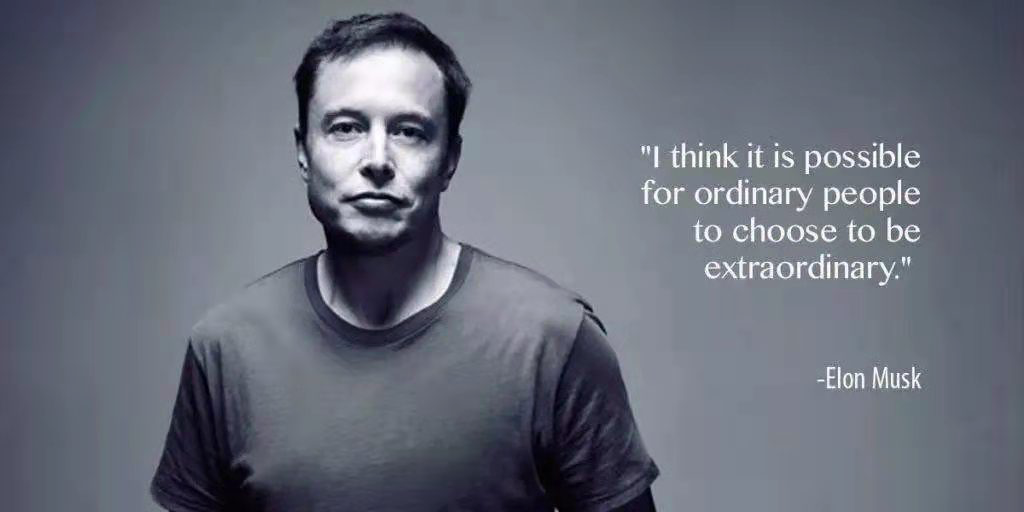 "I think it is possible
for ordinary people
to choose to be
extraordinary."
-Elon Musk